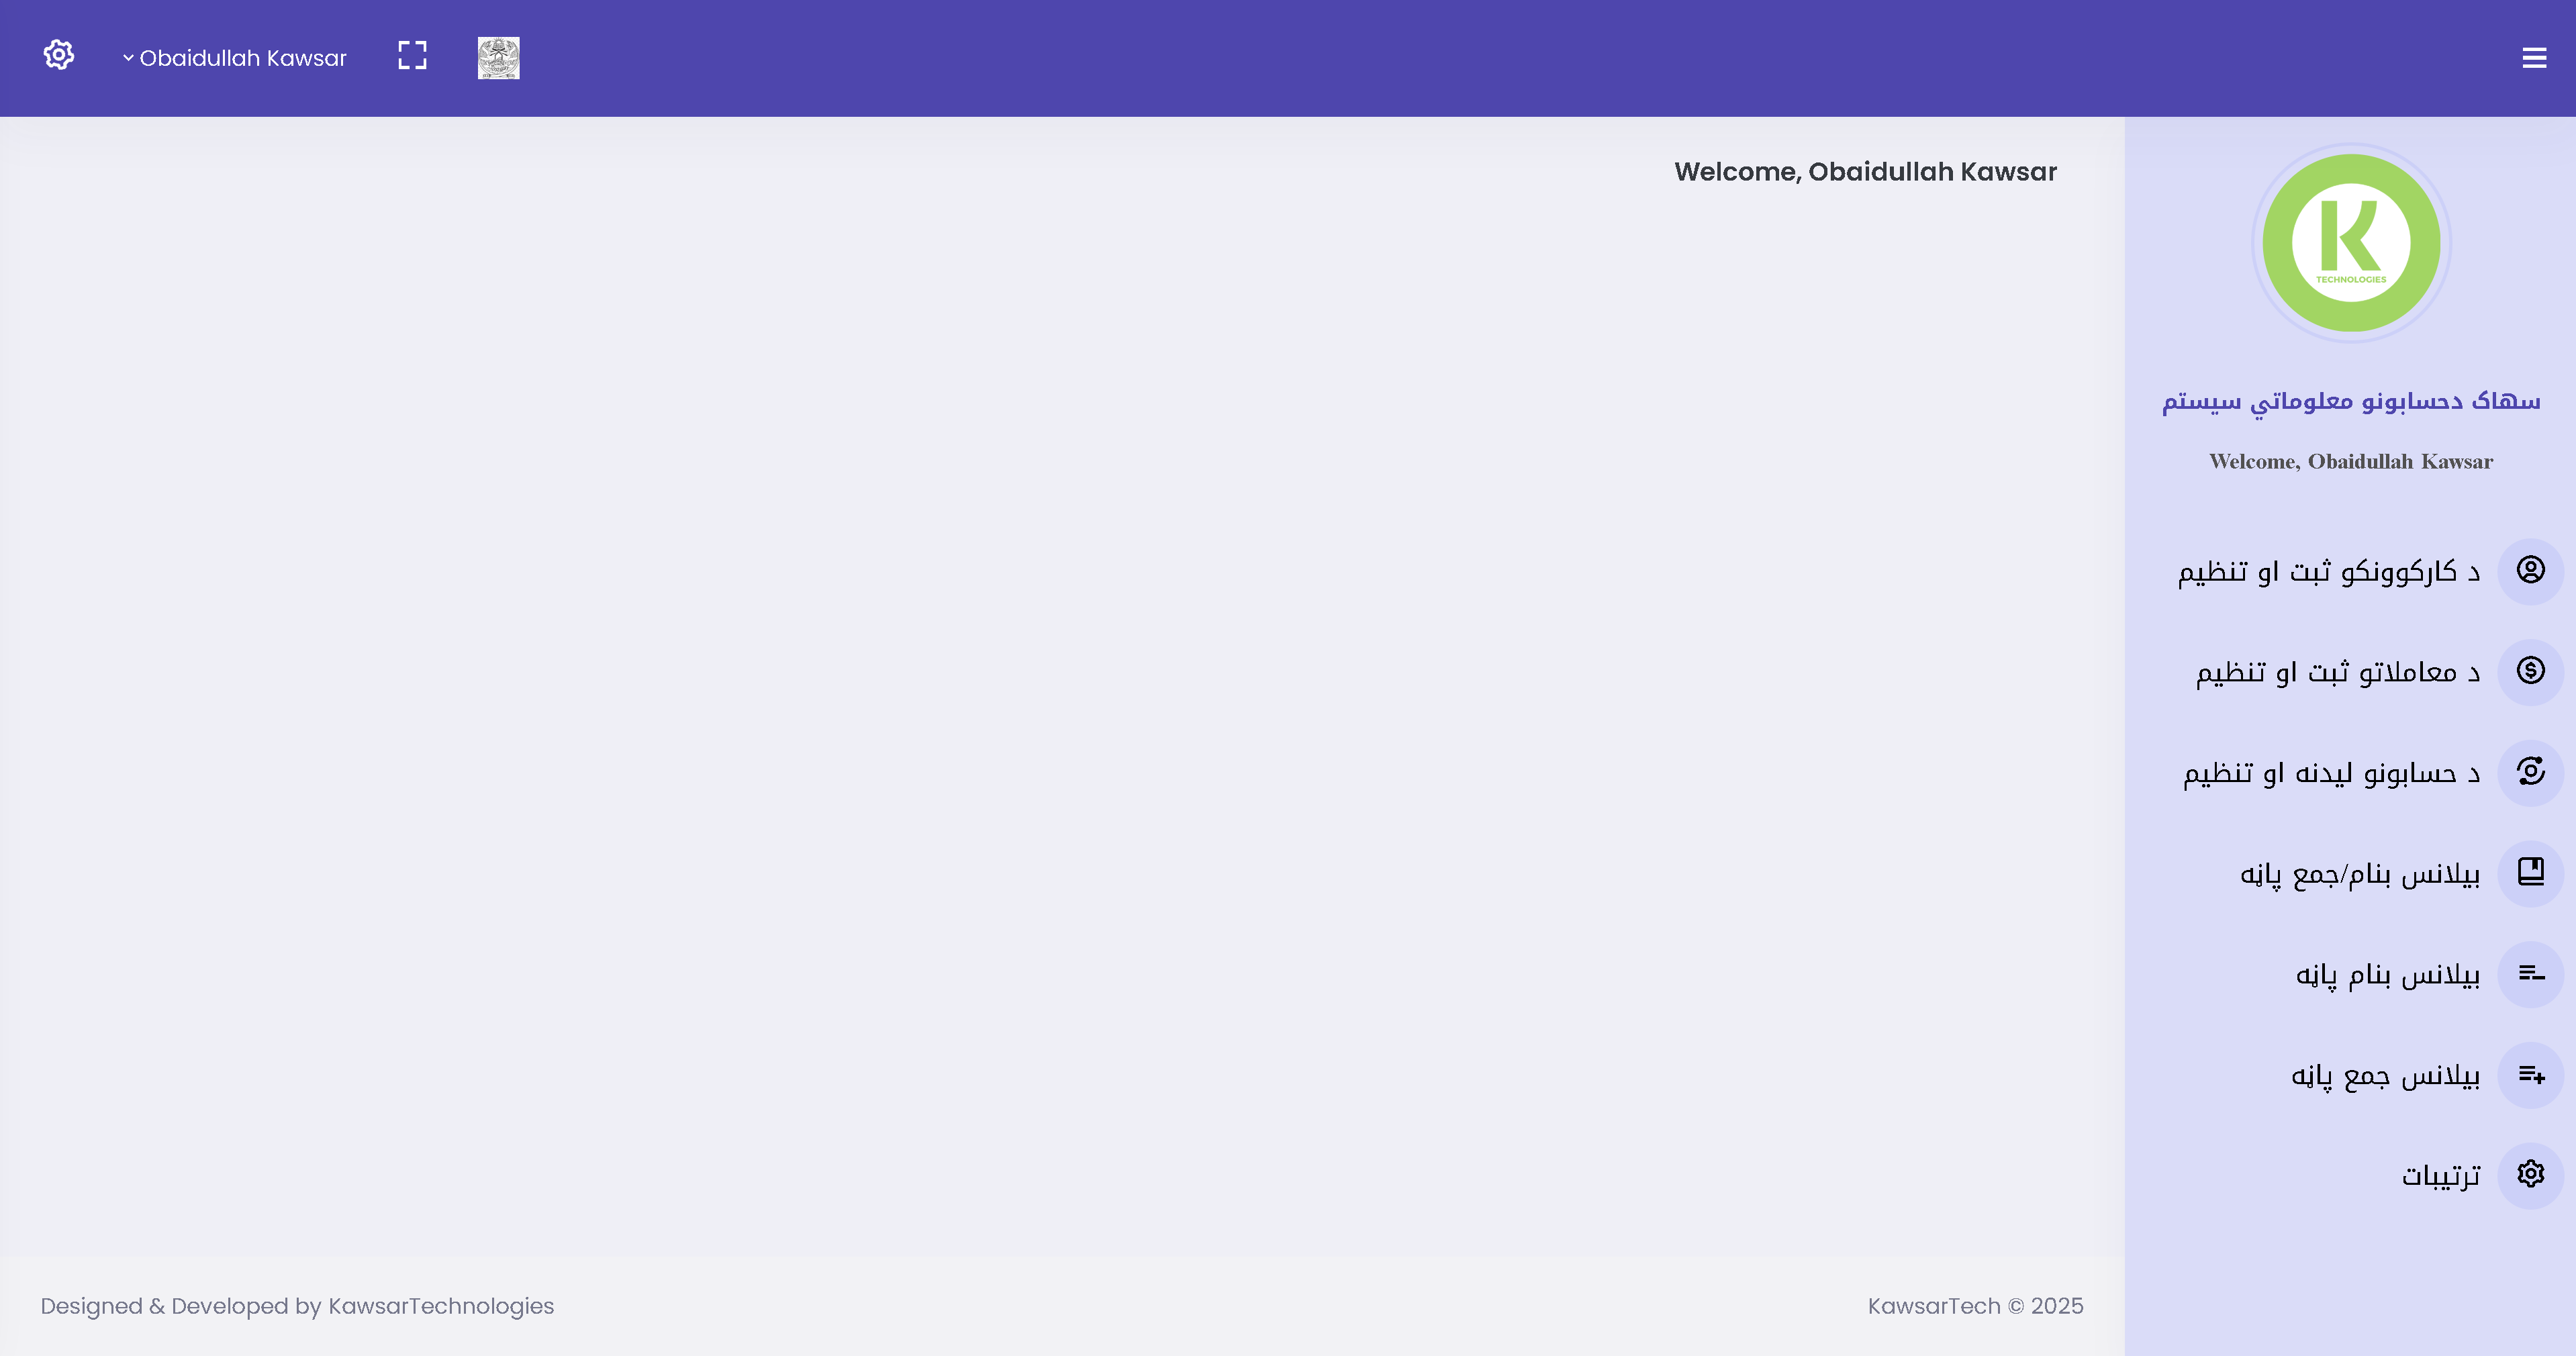 Obaidullah Kawsar
Welcome, Obaidullah Kawsar
K
TECHNOLOGIES
سهاک دحسابونو معلوماتي سیستم
Welcome, Obaidullah Kawsar
د کارکوونکو ثبت او تنظیم
د معاملاتو ثبت او تنظیم
د حسابونو لیدنه او تنظیم
بیلانس بنام/جمع پاڼه
بیلانس بنام پاڼه
بیلانس جمع پاڼه
ترتیبات
Designed & Developed by KawsarTechnologies
KawsarTech © 2025